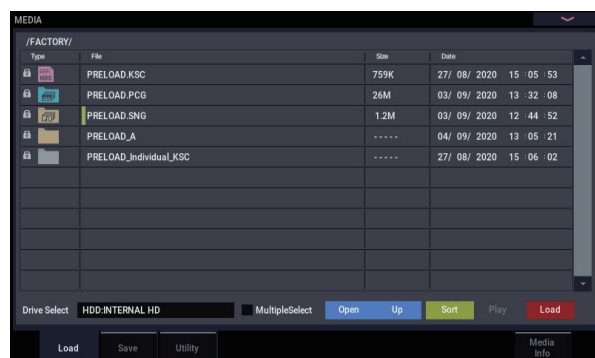 MEDIA
/FACTORY/
Type File Size Date
PRELOAD.KSC 759K 27/ 08/ 2020 15 :05 :53
PRELOAD.PCG 26M 03/ 09/ 2020 13 :32 :08
PRELOAD.SNG 1.2M 03/ 09/ 2020 12 :44 :52
PRELOAD_A ----- 04/ 09/ 2020 13 :05 :21
PRELOAD_Individual_KSC ----- 27/ 08/ 2020 15 :06 :02
Drive Select HDD:INTERNAL HD MultipleSelect Open Up Sort Play Load
Load Save Utility Media
Info